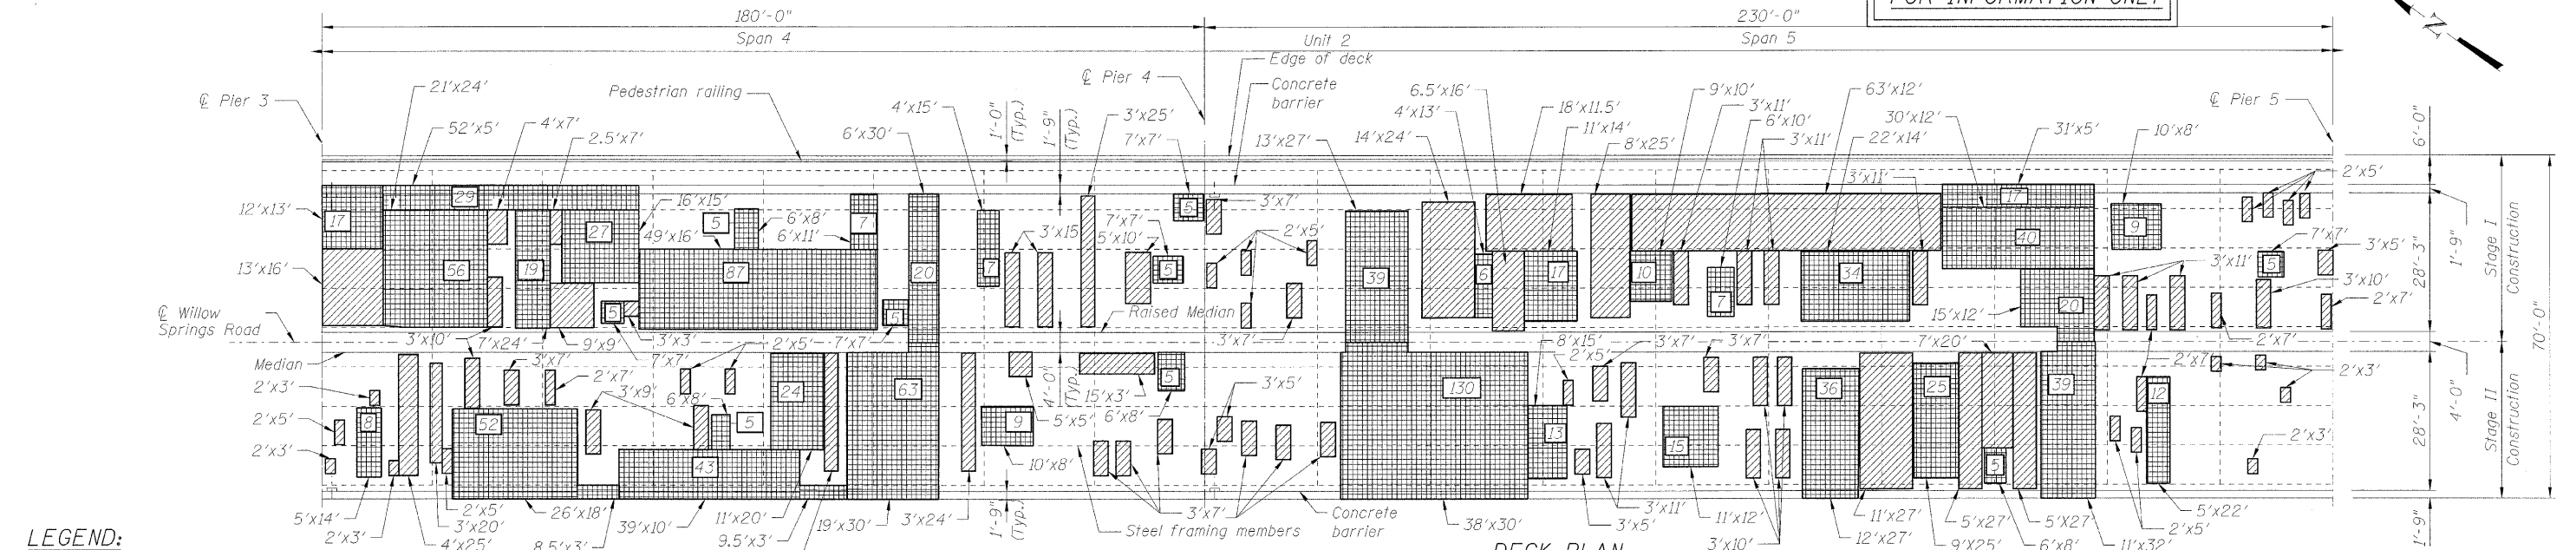 FOR INFORMATION ONLY
N
180'-0"
230'-0"
Span 4
Unit 2
Span 5
Edge of deck
℄ Pier 4
Concrete
barrier
℄ Pier 3
21'x24'
Pedestrian railing
52'x5'
4'x7'
2.5'x7'
6'x30'
4'x15'
1'-0"
(Typ.)
1'-9"
(Typ.)
3'x25'
7'x7'
13'x27'
14'x24'
4'x13'
6.5'x16'
18'x11.5'
11'x14'
8'x25'
9'x10'
3'x11'
6'x10'
3'x11'
63'x12'
30'x12'
22'x14'
3'x11'
31'x5'
10'x8'
℄ Pier 5
6'-0"
12'x13'
17
29
27
16'x15'
5
6'x8'
6'x11'
7
5
3'x7'
17
2'x5'
49'x16'
56
19
87
20
7
3'x15'
7'x7'
5'x10'
5
2'x5'
39
6
17
10
7
34
40
9
7'x7'
5
3'x5'
13'x16'
3'x11'
3'x10'
2'x7'
20
15'x12'
28'-3"
1'-9"
Stage I
Construction
70'-0"
℄ Willow
Springs Road
3'x10'
7'x24'
9'x9'
5
3'x3'
7'x7'
2'x5'
7'x7'
5
Raised Median
3'x7'
8'x15'
2'x5'
3'x7'
3'x7'
7'x20'
2'x7'
2'x7'
Median
2'x3'
3'x7'
2'x7'
3'x9'
6'x8'
5
24
63
4'-0"
(Typ.)
15'x3'
5
5'x5'
6'x8'
3'x5'
130
36
25
39
12
2'x3'
4'-0"
2'x5'
8
52
9
13
15
5
2'x3'
28'-3"
Stage II
Construction
2'x3'
43
10'x8'
5'x14'
2'x3'
4'x25'
3'x20'
2'x5'
26'x18'
8.5'x3'
39'x10'
11'x20'
9.5'x3'
19'x30'
3'x24'
1'-9"
(Typ.)
3'x7'
Steel framing members
Concrete
barrier
38'x30'
3'x5'
3'x11'
11'x12'
3'x10'
12'x27'
11'x27'
9'x25'
5'x27'
6'x8'
5'x27'
11'x32'
5'x22'
2'x5'
1'-9"
LEGEND:
DECK PLAN